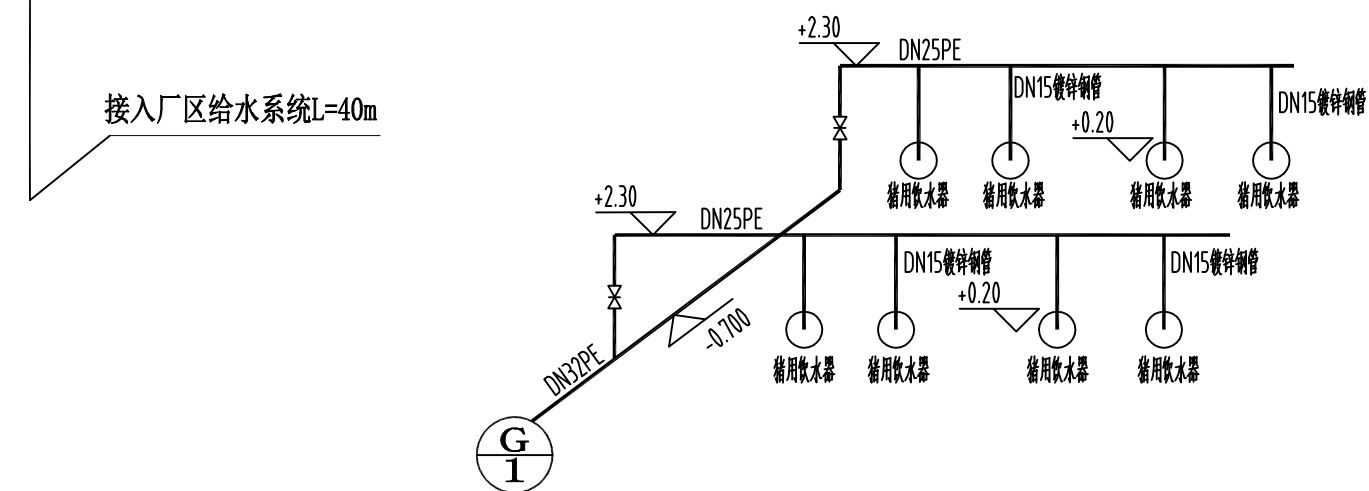 +2.30
DN25PE
DN15镀锌钢管
DN15镀锌钢管
接入厂区给水系统L=40m
+0.20
猪用饮水器
猪用饮水器
猪用饮水器
猪用饮水器
+2.30
DN25PE
DN15镀锌钢管
DN15镀锌钢管
+0.20
-0.700
DN32PE
猪用饮水器
猪用饮水器
猪用饮水器
猪用饮水器
G
1